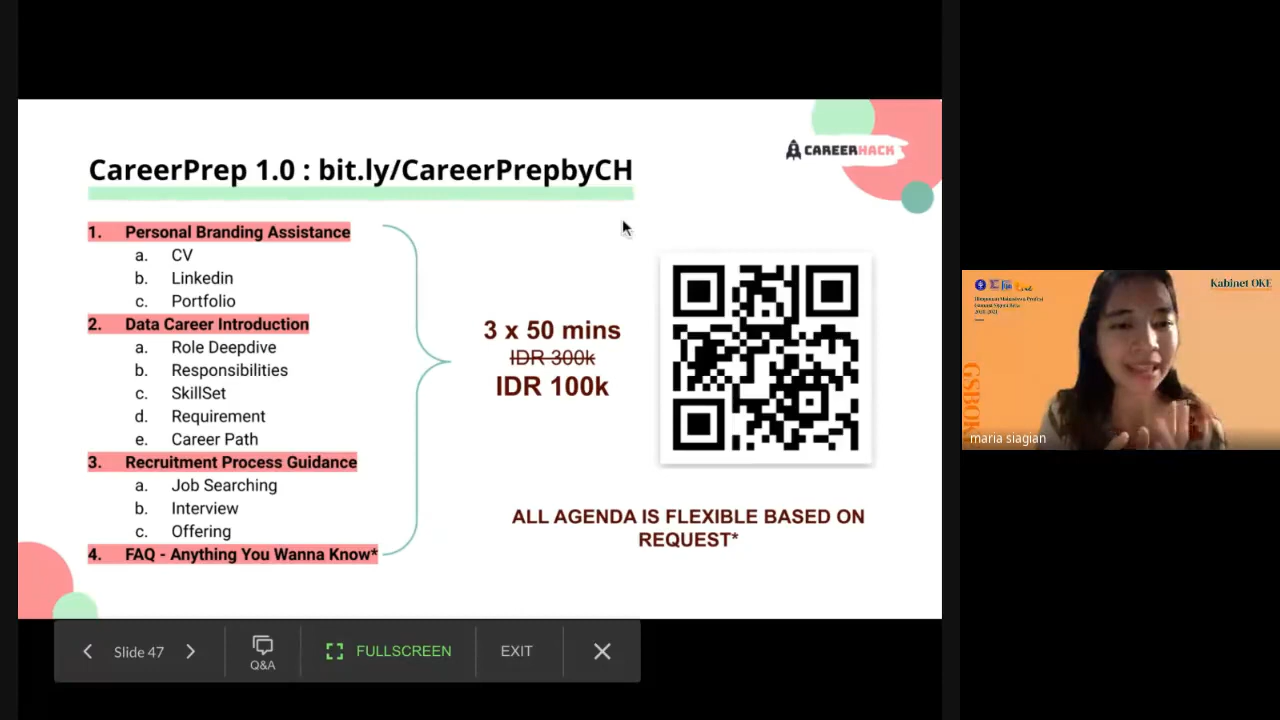 CareerPrep 1.0 : bit.ly/CareerPrepbyCH
CAREERHACK
1. Personal Branding Assistance
a. CV
b. Linkedin
c. Portfolio
2. Data Career Introduction
a. Role Deepdive
b. Responsibilities
c. SkillSet
d. Requirement
e. Career Path
3. Recruitment Process Guidance
a. Job Searching
b. Interview
c. Offering
4. FAQ - Anything You Wanna Know*
3 x 50 mins
IDR 300k
IDR 100k
ALL AGENDA IS FLEXIBLE BASED ON
REQUEST*
Slide 47
Q&A
FULLSCREEN
EXIT
Kabinet OKE
maria siagian